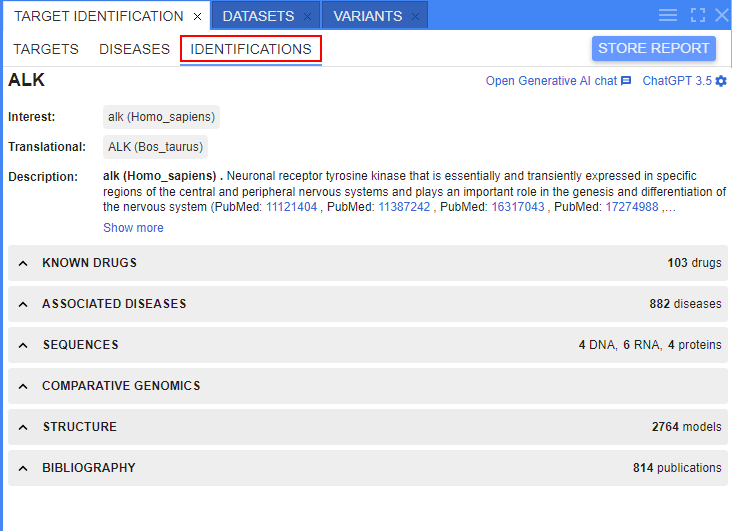 TARGET IDENTIFICATION × DATASETS × VARIANTS ×
TARGETS DISEASES IDENTIFICATIONS STORE REPORT
ALK Open Generative AI chat ChatGPT 3.5
Interest: alk (Homo_sapiens)
Translational: ALK (Bos_taurus)
Description: alk (Homo_sapiens) . Neuronal receptor tyrosine kinase that is essentially and transiently expressed in specific
regions of the central and peripheral nervous systems and plays an important role in the genesis and differentiation of
the nervous system (PubMed: 11121404 , PubMed: 11387242 , PubMed: 16317043 , PubMed: 17274988 ,...
Show more
KNOWN DRUGS 103 drugs
ASSOCIATED DISEASES 882 diseases
SEQUENCES 4 DNA, 6 RNA, 4 proteins
COMPARATIVE GENOMICS
STRUCTURE 2764 models
BIBLIOGRAPHY 814 publications